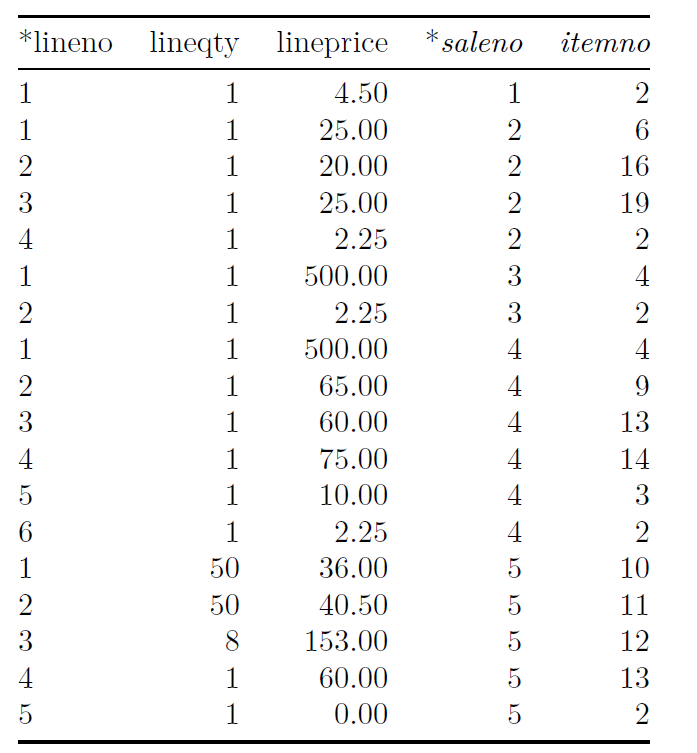 *lineno lineqty lineprice *saleno itemno
1 1 4.50 1 2
1 1 25.00 2 6
2 1 20.00 2 16
3 1 25.00 2 19
4 1 2.25 2 2
1 1 500.00 3 4
2 1 2.25 3 2
1 1 500.00 4 4
2 1 65.00 4 9
3 1 60.00 4 13
4 1 75.00 4 14
5 1 10.00 4 3
6 1 2.25 4 2
1 50 36.00 5 10
2 50 40.50 5 11
3 8 153.00 5 12
4 1 60.00 5 13
5 1 0.00 5 2